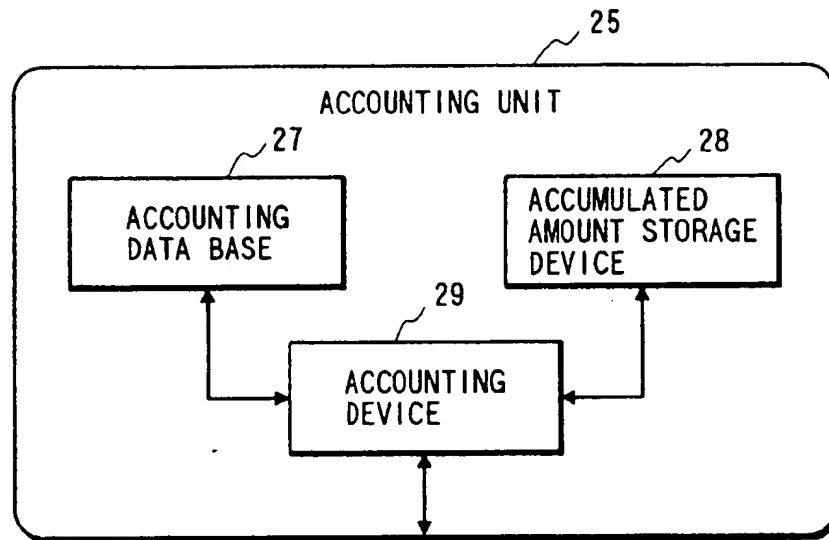 25
ACCOUNTING UNIT
27
ACCOUNTING
DATA BASE
28
ACCUMULATED
AMOUNT STORAGE
DEVICE
29
ACCOUNTING
DEVICE